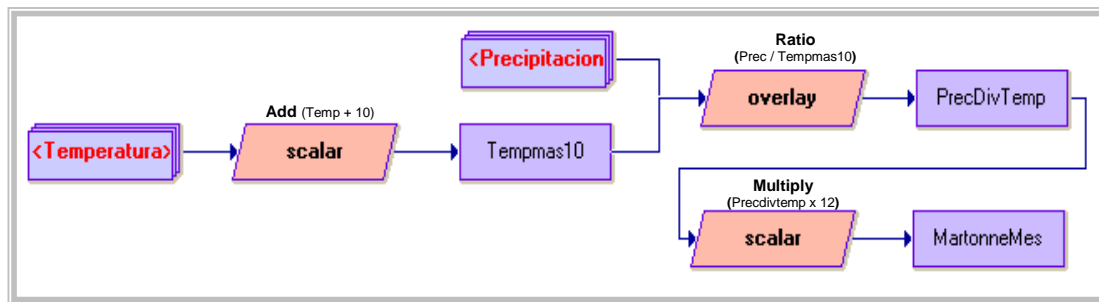 Ratio
(Prec / Tempmas10)
<Precipitacion
overlay
PrecDivTemp
Add (Temp + 10)
<Temperatura>
scalar
Tempmas10
Multiply
(Precdivtemp x 12)
scalar
MartonneMes